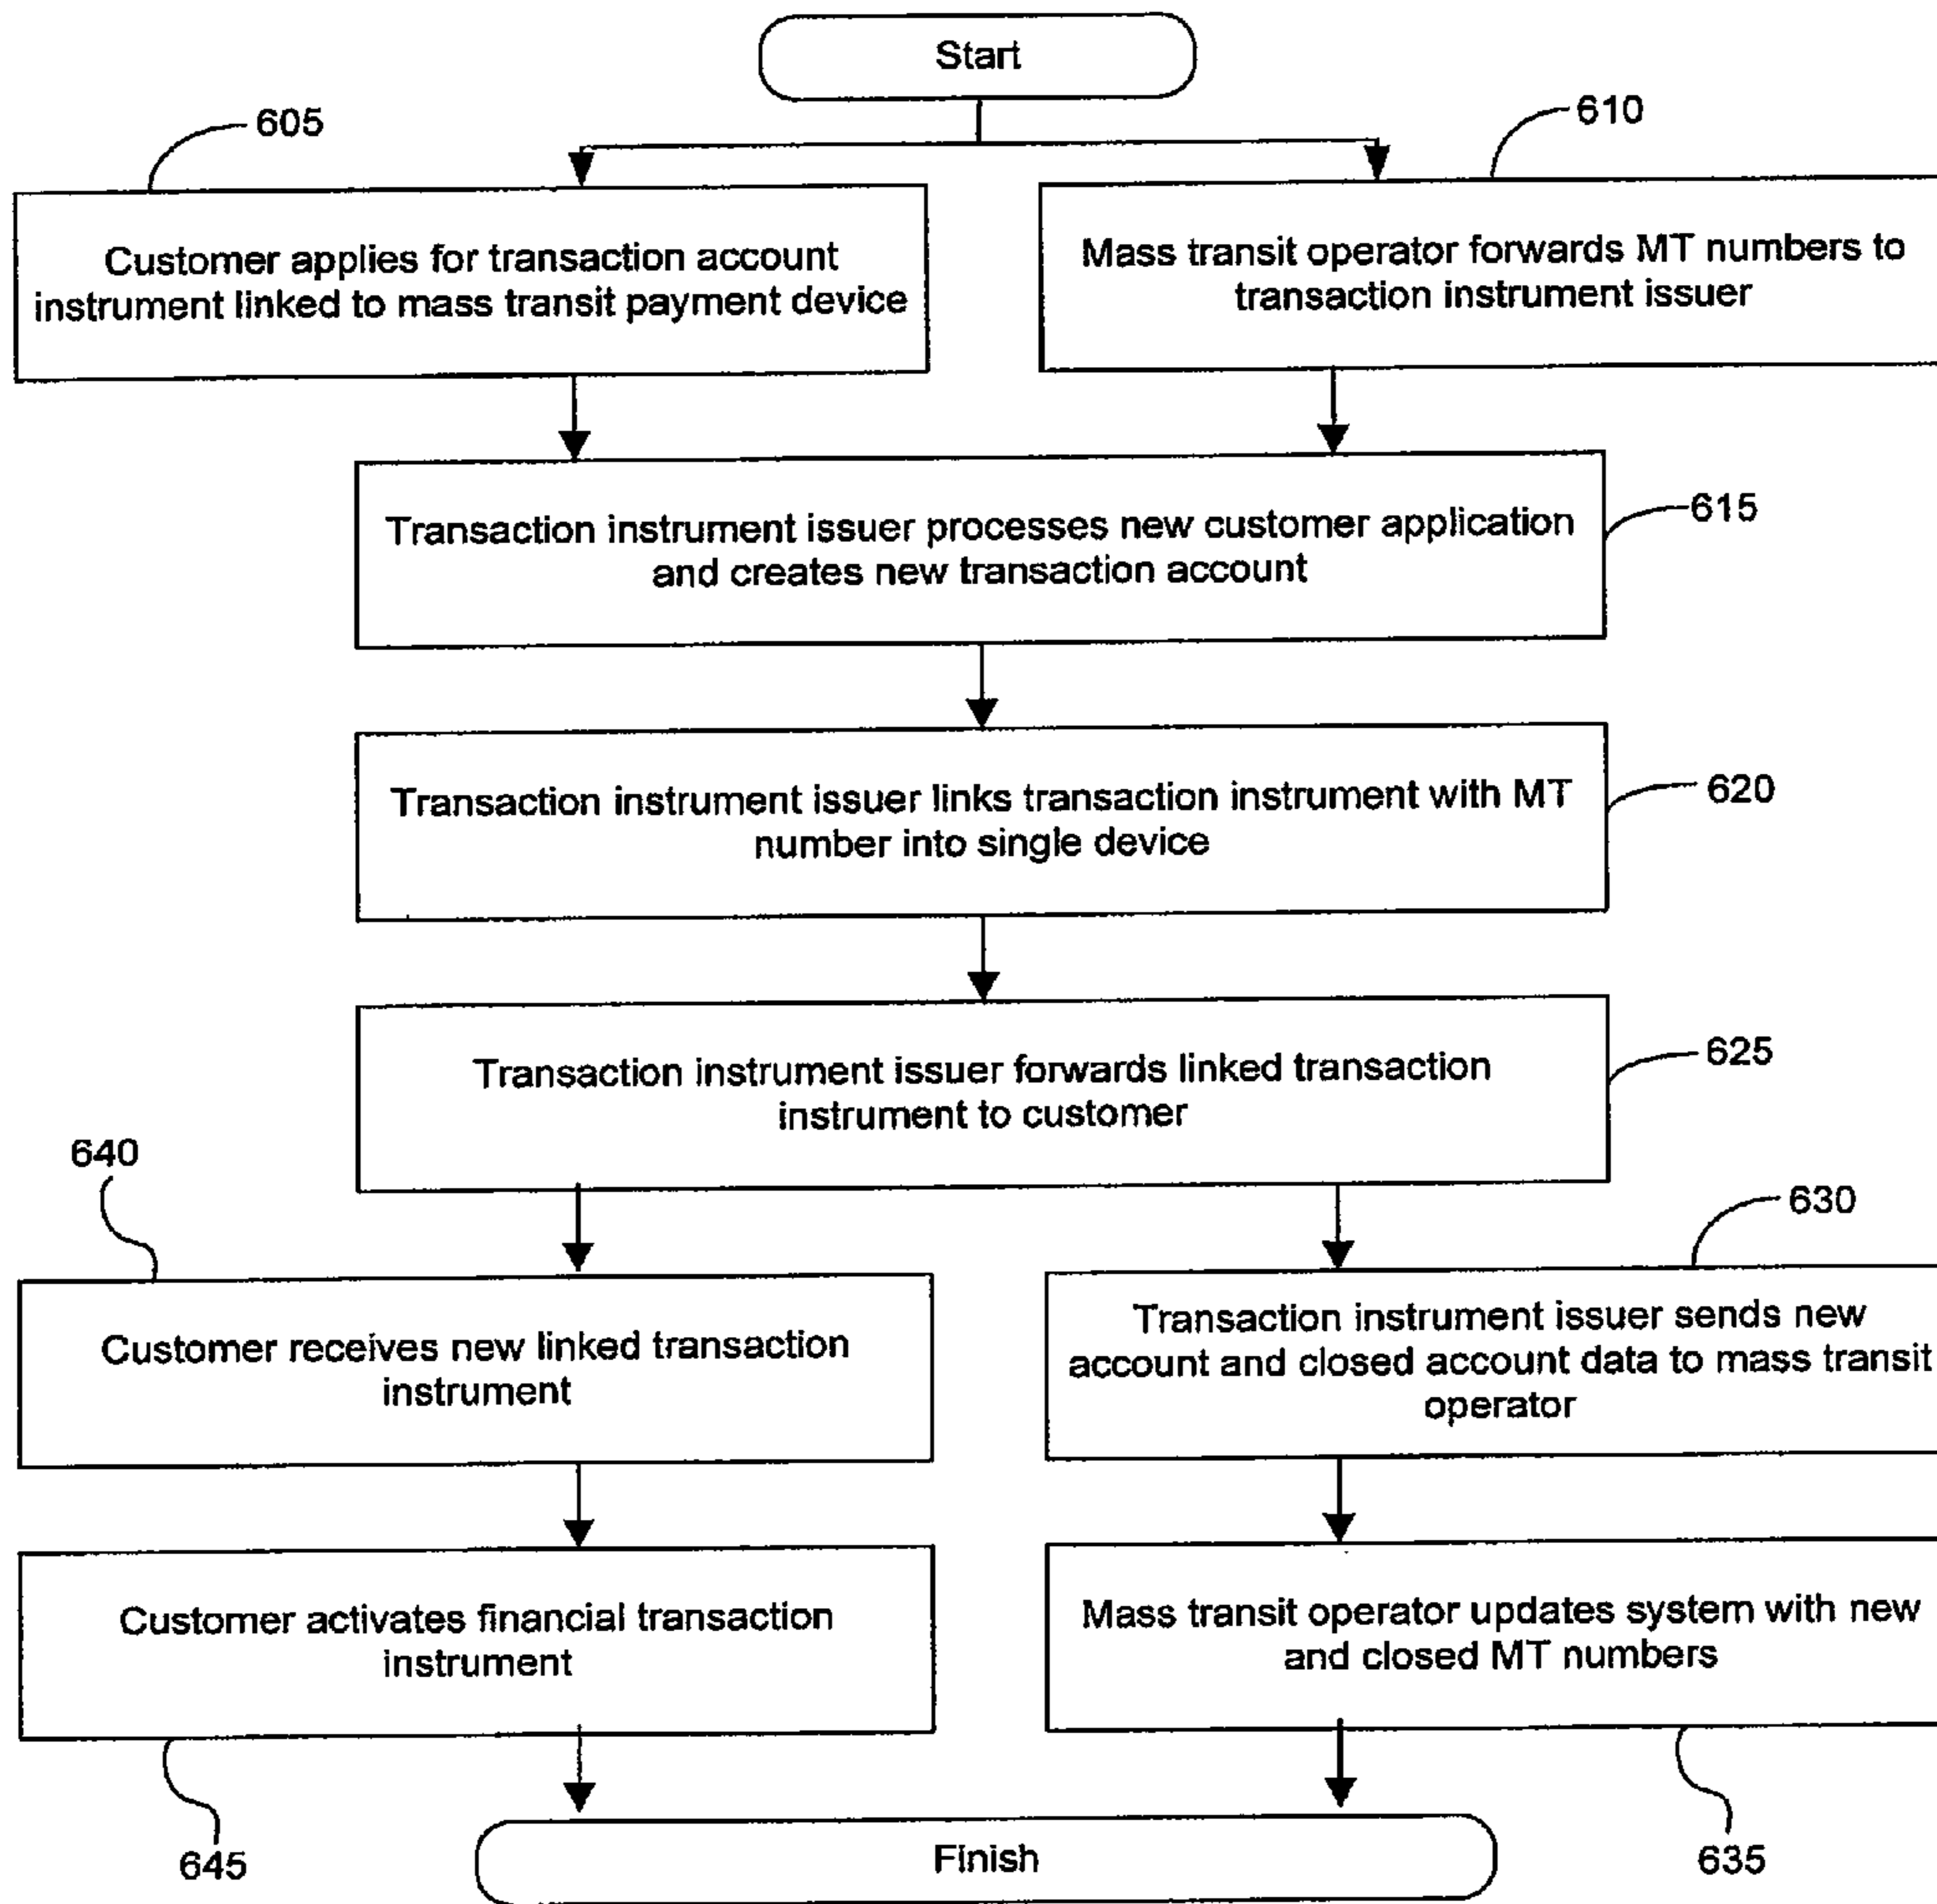 Start
605
610
Customer applies for transaction account
instrument linked to mass transit payment device
Mass transit operator forwards MT numbers to
transaction instrument issuer
Transaction instrument issuer processes new customer application
and creates new transaction account
615
Transaction instrument issuer links transaction instrument with MT
number into single device
620
Transaction instrument issuer forwards linked transaction
instrument to customer
625
640
630
Customer receives new linked transaction
instrument
Transaction instrument issuer sends new
account and closed account data to mass transit
operator
Customer activates financial transaction
instrument
Mass transit operator updates system with new
and closed MT numbers
645
Finish
635